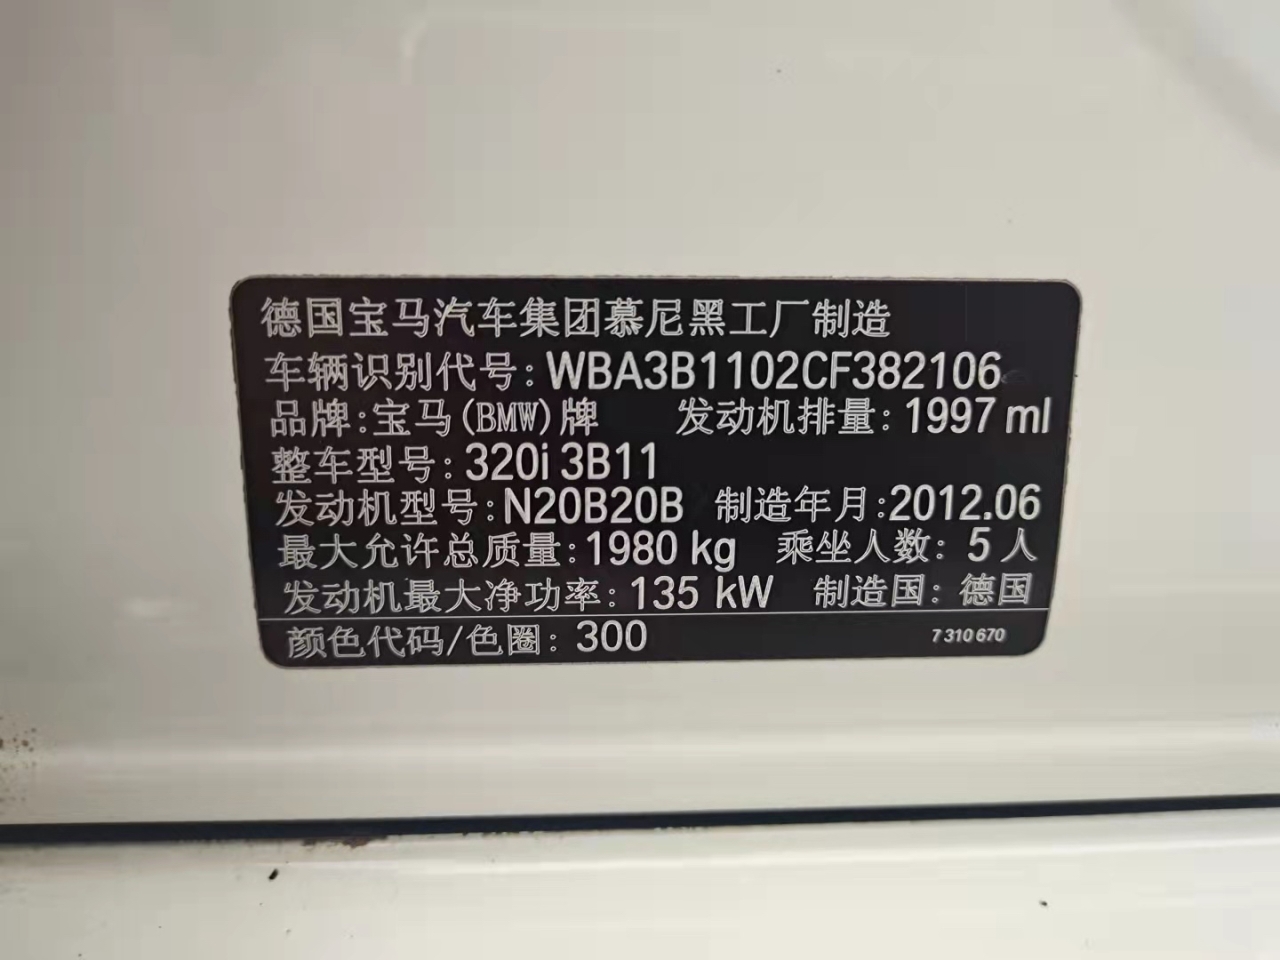 德国宝马汽车集团慕尼黑工厂制造
车辆识别代号: WBA3B1102CF382106
品牌: 宝马(BMW)牌 发动机排量: 1997 ml
整车型号: 320i 3B11
发动机型号: N20B20B 制造年月: 2012.06
最大允许总质量: 1980 kg 乘坐人数: 5 人
发动机最大净功率: 135 kW 制造国: 德国
颜色代码/色圈: 300 7 310 670